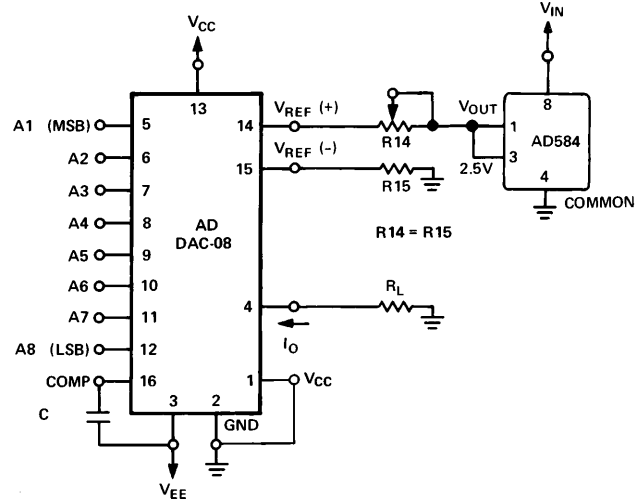 VCC
VIN
13
8
A1 (MSB)
5
14
VREF (+)
VOUT
1
R14
AD584
A2
6
VREF (−)
3
15
2.5V
A3
7
R15
4
COMMON
A4
8
AD
DAC-08
R14 = R15
A5
9
A6
10
RL
A7
11
4
IO
A8 (LSB)
12
COMP
16
1
VCC
3
2
C
GND
VEE